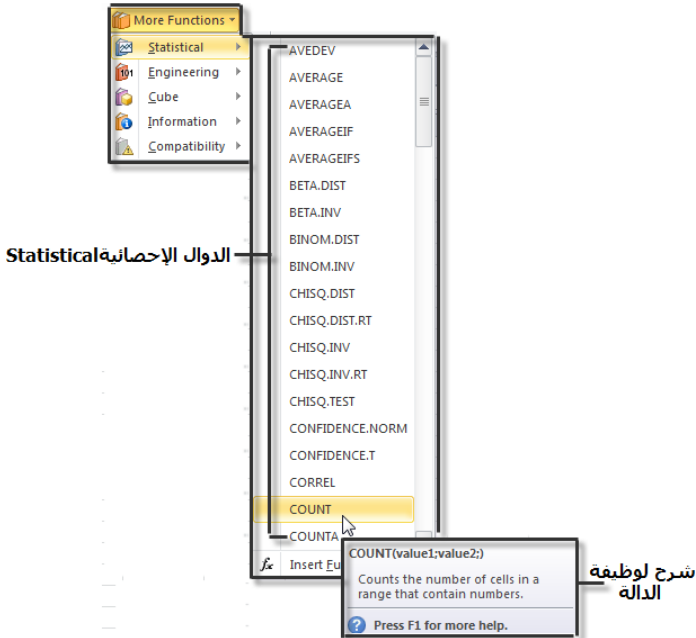 More Functions
Statistical
Engineering
Cube
Information
Compatibility
AVEDEV
AVERAGE
AVERAGEA
AVERAGEIF
AVERAGEIFS
BETA.DIST
BETA.INV
BINOM.DIST
BINOM.INV
CHISQ.DIST
CHISQ.DIST.RT
CHISQ.INV
CHISQ.INV.RT
CHISQ.TEST
CONFIDENCE.NORM
CONFIDENCE.T
CORREL
COUNT
COUNTA
fx Insert Fu
الدوال الإحصائية Statistical
COUNT(value1;value2;)
Counts the number of cells in a
range that contain numbers.
Press F1 for more help.
شرح لوظيفة
الدالة